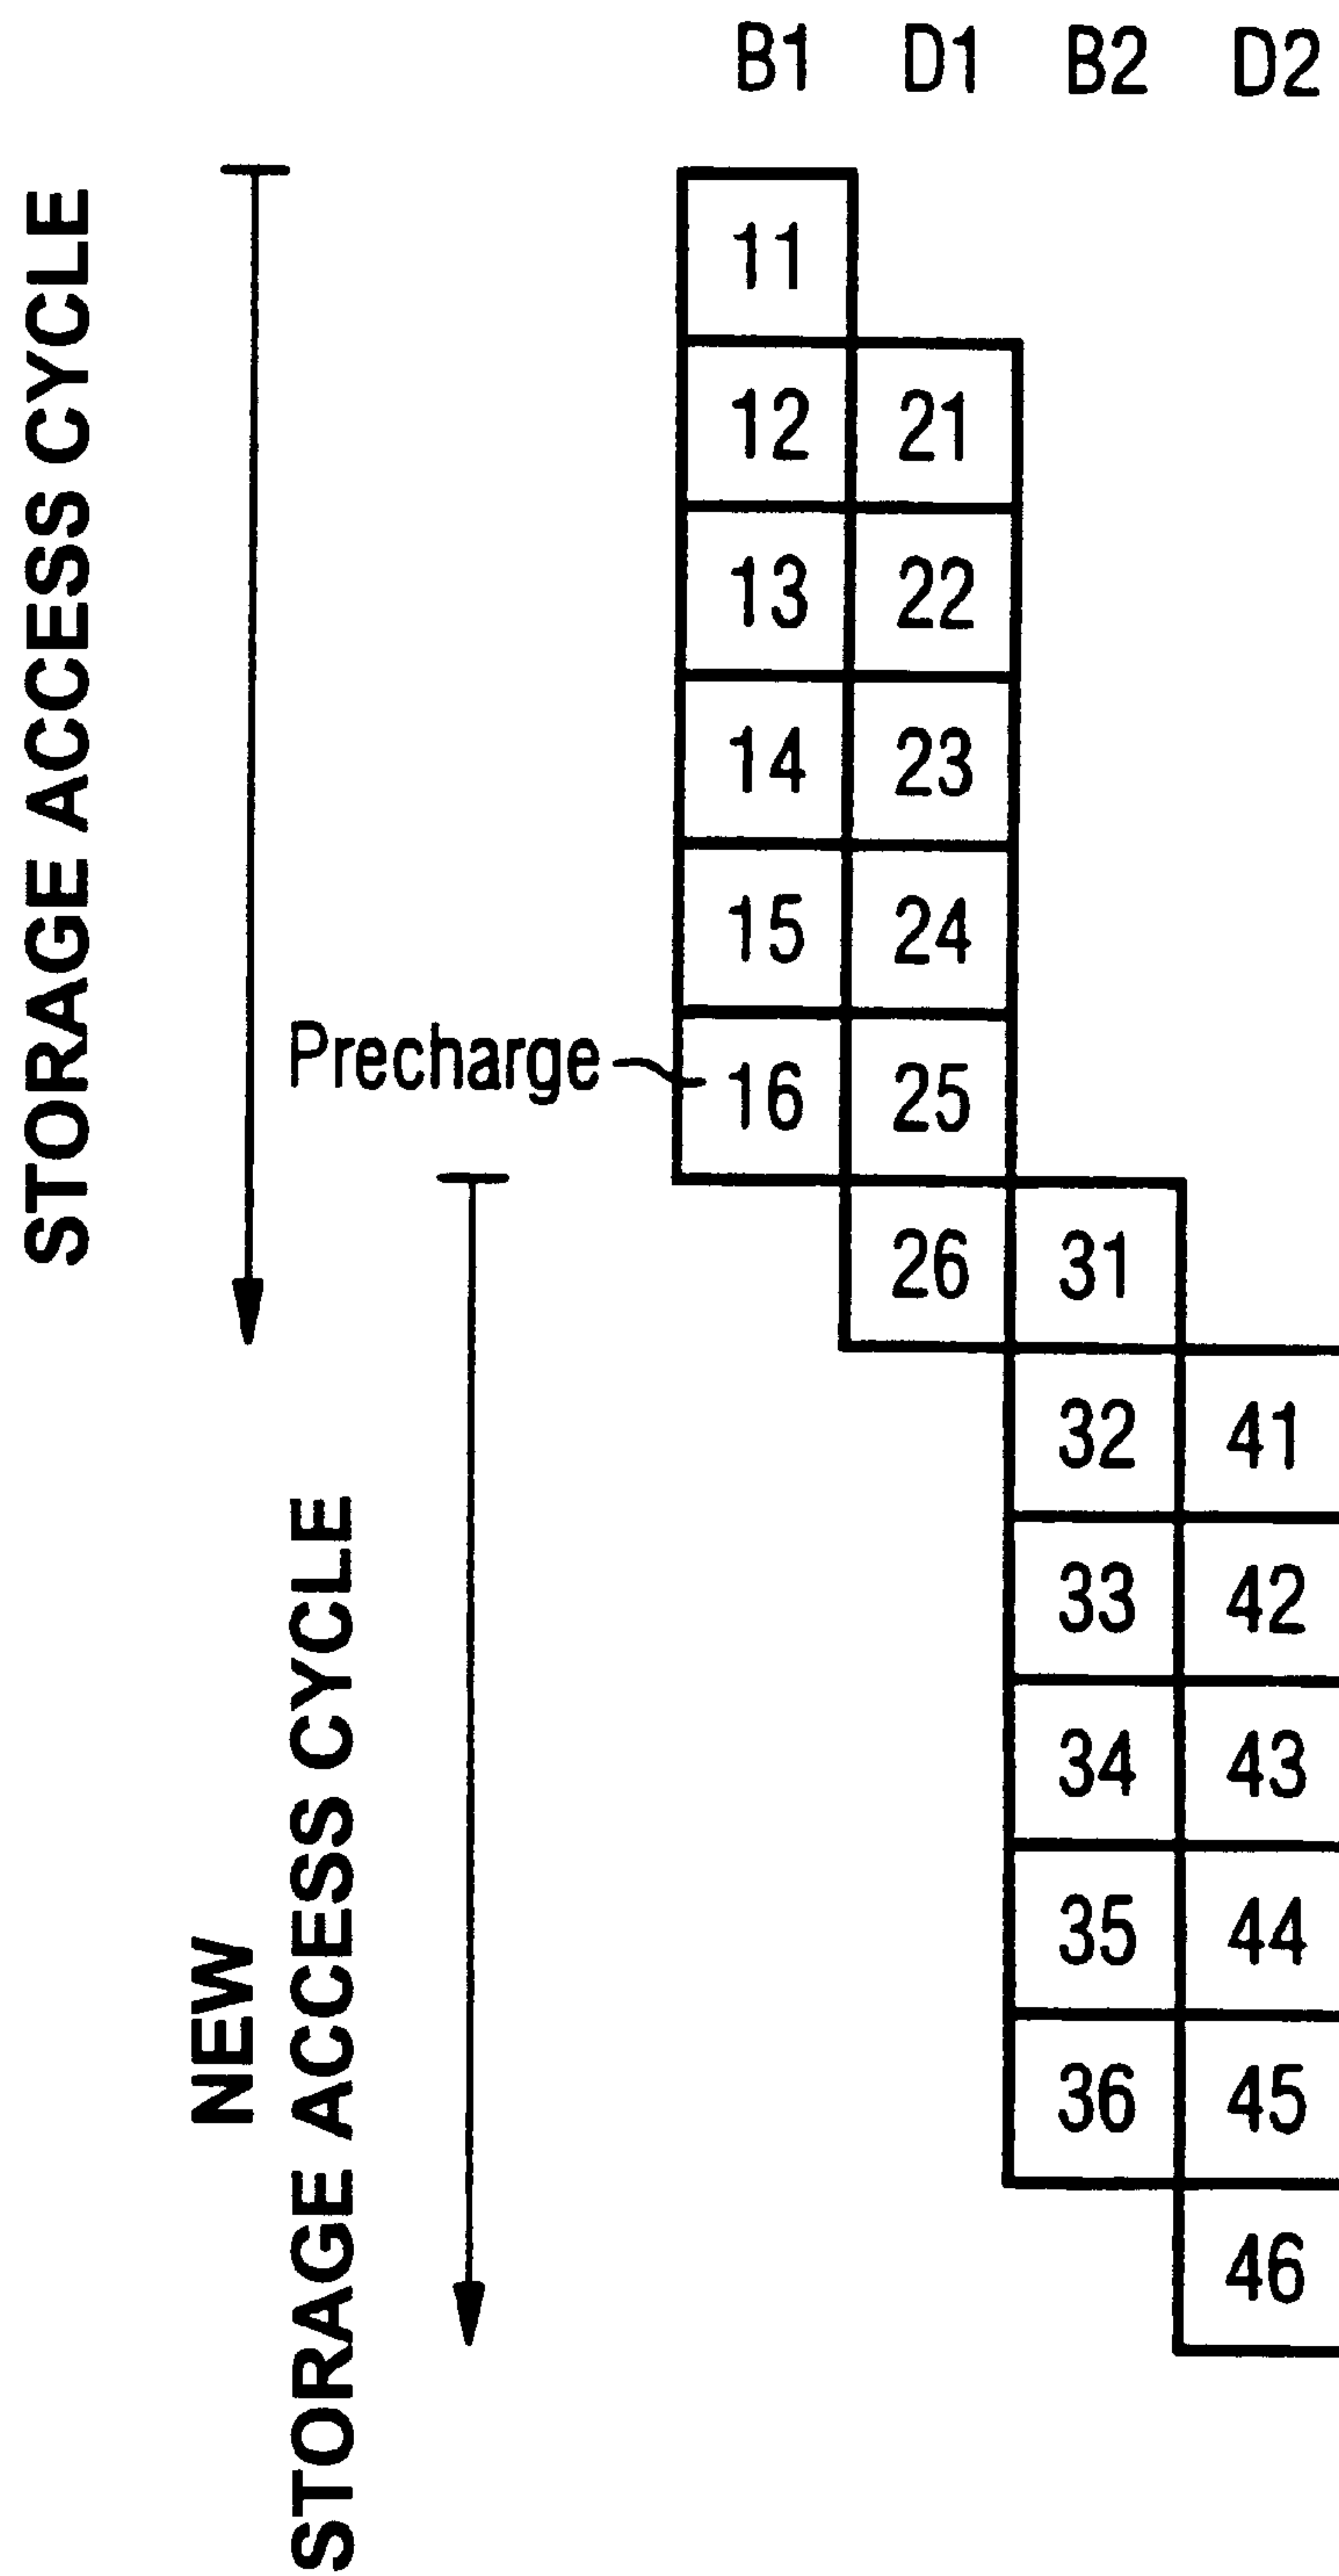 B1 D1 B2 D2
STORAGE ACCESS CYCLE
11
12 21
13 22
14 23
15 24
Precharge 16 25
26 31
32 41
33 42
34 43
35 44
36 45
46
NEW
STORAGE ACCESS CYCLE